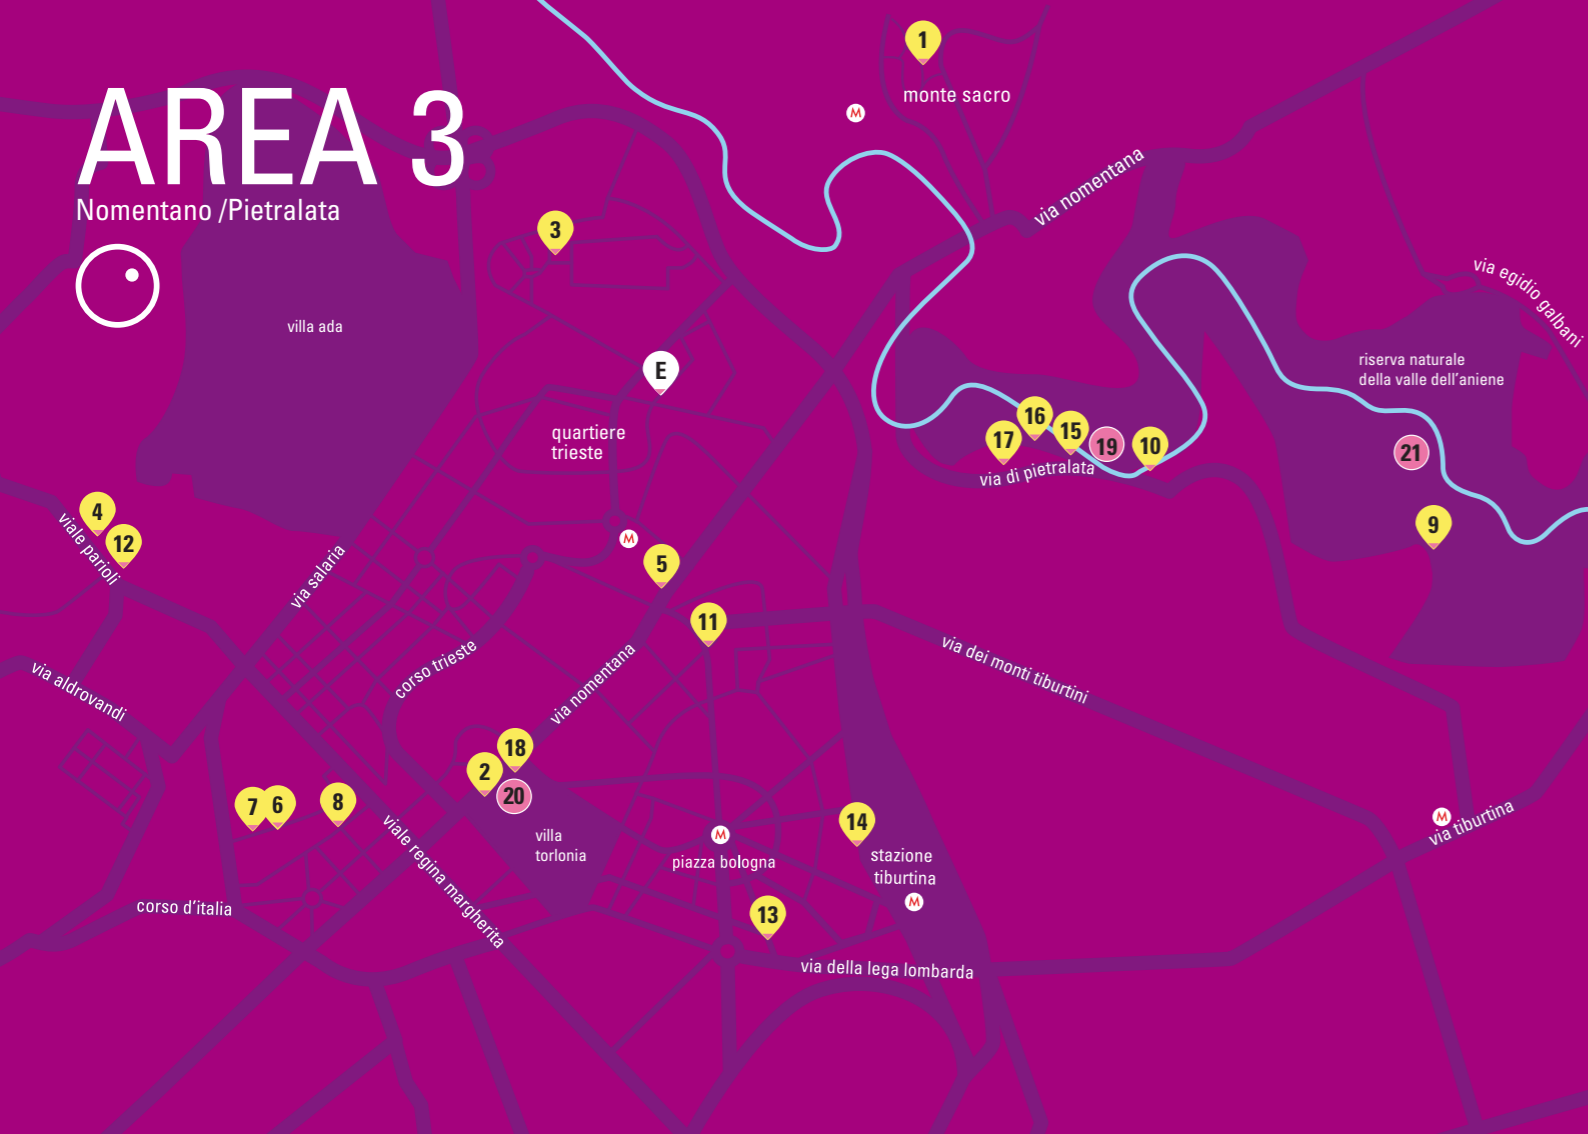 AREA 3
Nomentano /Pietralata
1
monte sacro
M
via nomentana
3
via egidio galbani
villa ada
riserva naturale
della valle dell'aniene
E
quartiere
trieste
16
15
17
19
10
via di pietralata
21
9
4
12
viale parioli
M
5
via salaria
11
via dei monti tiburtini
corso trieste
via nomentana
via aldrovandi
18
2
20
villa
torlonia
7
6
8
viale regina margherita
M
piazza bologna
14
stazione
tiburtina
M
M
via tiburtina
corso d'italia
13
via della lega lombarda